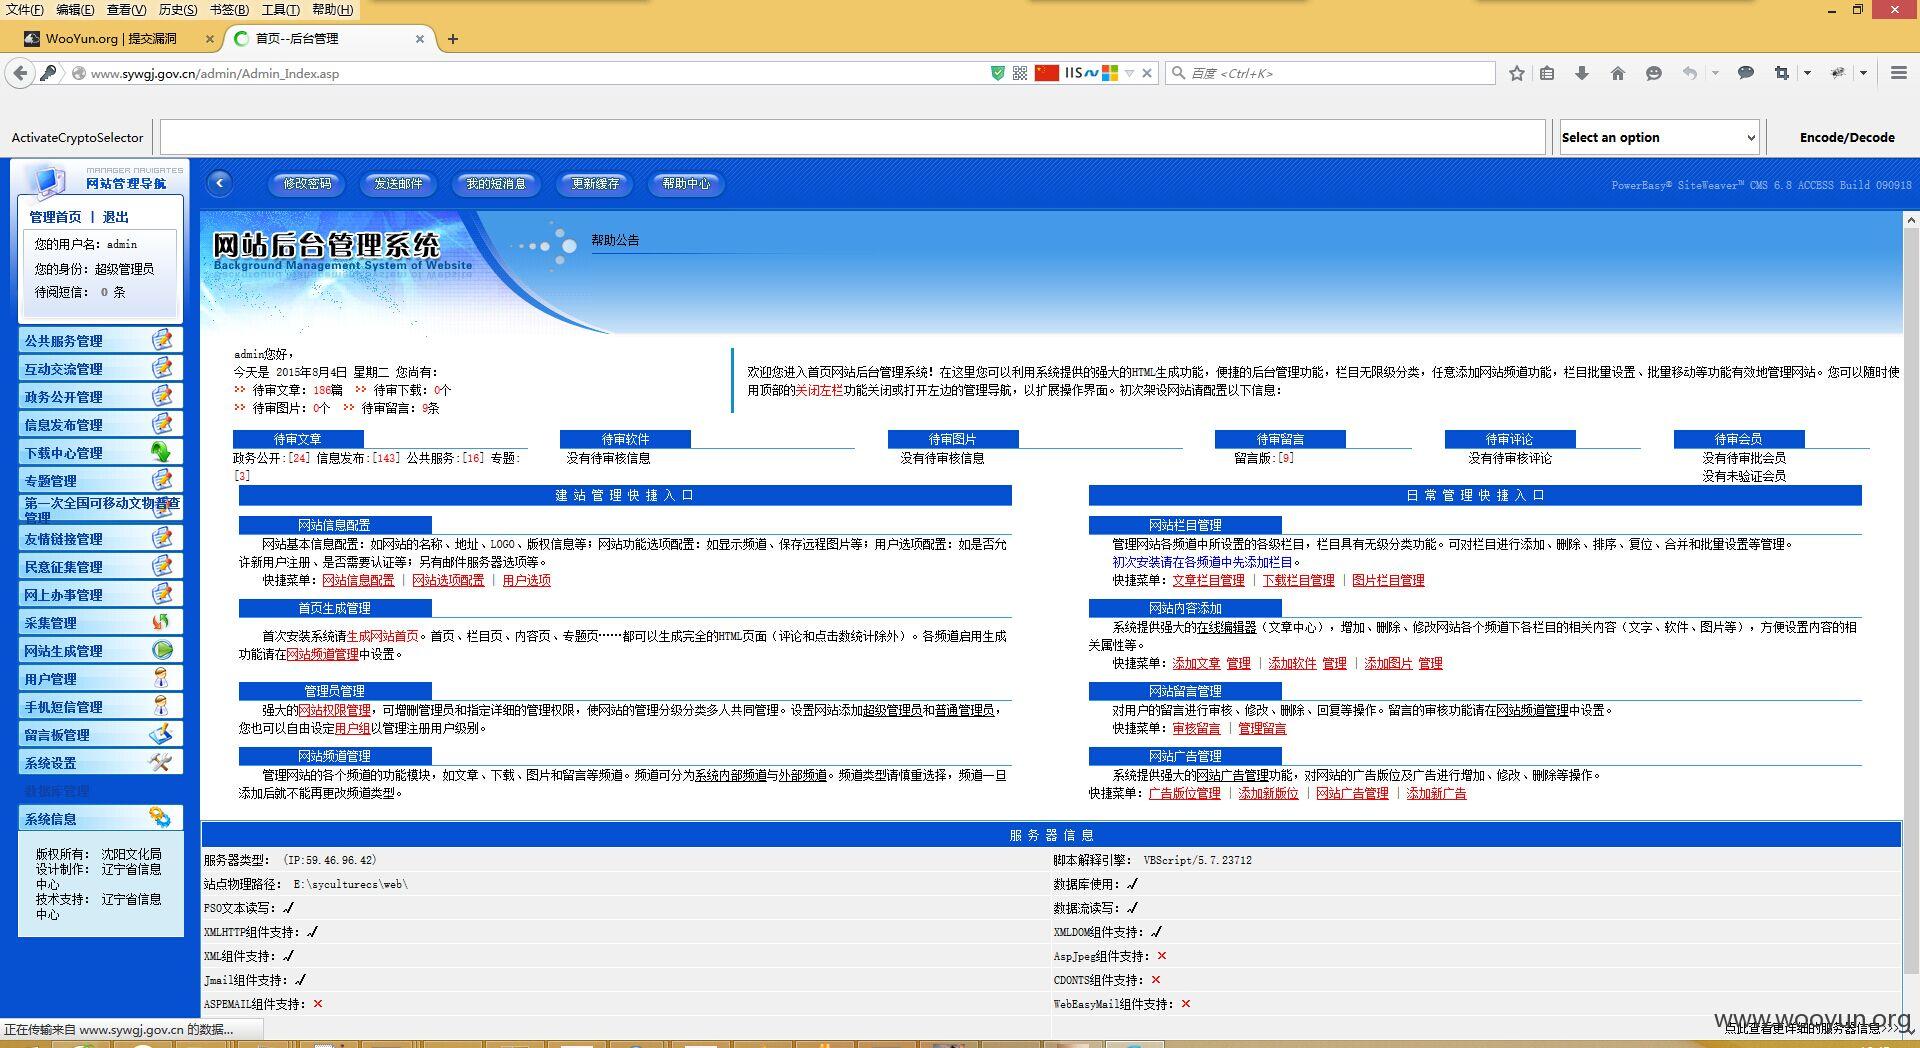 文件(F) 编辑(E) 查看(V) 历史(S) 书签(B) 工具(T) 帮助(H)
WooYun.org | 提交漏洞
首页--后台管理
www.sywgj.gov.cn/admin/Admin_Index.asp
IIS
百度 <Ctrl+K>
ActivateCryptoSelector
Select an option
Encode/Decode
MANAGER NAVIGATES
网站管理导航
修改密码
发送邮件
我的短消息
更新缓存
帮助中心
PowerEasy® SiteWeaver™ CMS 6.8 ACCESS Build 090918
管理首页 | 退出
您的用户名：admin
您的身份：超级管理员
待阅短信： 0 条
公共服务管理
互动交流管理
政务公开管理
信息发布管理
下载中心管理
专题管理
第一次全国可移动文物普查
管理
友情链接管理
民意征集管理
网上办事管理
采集管理
网站生成管理
用户管理
手机短信管理
留言板管理
系统设置
数据库管理
系统信息
版权所有： 沈阳文化局
设计制作： 辽宁省信息
中心
技术支持： 辽宁省信息
中心
网站后台管理系统
Background Management System of Website
帮助公告
admin您好，
今天是 2015年8月4日 星期二 您尚有：
>> 待审文章：186篇 >> 待审下载：0个
>> 待审图片：0个 >> 待审留言：9条
欢迎您进入首页网站后台管理系统！在这里您可以利用系统提供的强大的HTML生成功能，便捷的后台管理功能，栏目无限级分类，任意添加网站频道功能，栏目批量设置、批量移动等功能有效地管理网站。您可以随时使
用顶部的关闭左栏功能关闭或打开左边的管理导航，以扩展操作界面。初次架设网站请配置以下信息：
待审文章
政务公开:[24] 信息发布:[143] 公共服务:[16] 专题:
[3]
待审软件
没有待审核信息
待审图片
没有待审核信息
待审留言
留言版:[9]
待审评论
没有待审核评论
待审会员
没有待审批会员
没有未验证会员
建 站 管 理 快 捷 入 口
网站信息配置
网站基本信息配置：如网站的名称、地址、LOGO、版权信息等；网站功能选项配置：如显示频道、保存远程图片等；用户选项配置：如是否允
许新用户注册、是否需要认证等；另有邮件服务器选项等。
快捷菜单：网站信息配置 | 网站选项配置 | 用户选项
首页生成管理
首次安装系统请生成网站首页。首页、栏目页、内容页、专题页……都可以生成完全的HTML页面（评论和点击数统计除外）。各频道启用生成
功能请在网站频道管理中设置。
管理员管理
强大的网站权限管理，可增删管理员和指定详细的管理权限，使网站的管理分级分类多人共同管理。设置网站添加超级管理员和普通管理员，
您也可以自由设定用户组以管理注册用户级别。
网站频道管理
管理网站的各个频道的功能模块，如文章、下载、图片和留言等频道。频道可分为系统内部频道与外部频道。频道类型请慎重选择，频道一旦
添加后就不能再更改频道类型。
日 常 管 理 快 捷 入 口
网站栏目管理
管理网站各频道中所设置的各级栏目，栏目具有无级分类功能。可对栏目进行添加、删除、排序、复位、合并和批量设置等管理。
初次安装请在各频道中先添加栏目。
快捷菜单：文章栏目管理 | 下载栏目管理 | 图片栏目管理
网站内容添加
系统提供强大的在线编辑器（文章中心），增加、删除、修改网站各个频道下各栏目的相关内容（文字、软件、图片等），方便设置内容的相
关属性等。
快捷菜单：添加文章 管理 | 添加软件 管理 | 添加图片 管理
网站留言管理
对用户的留言进行审核、修改、删除、回复等操作。留言的审核功能请在网站频道管理中设置。
快捷菜单：审核留言 | 管理留言
网站广告管理
系统提供强大的网站广告管理功能，对网站的广告版位及广告进行增加、修改、删除等操作。
快捷菜单：广告版位管理 | 添加新版位 | 网站广告管理 | 添加新广告
服 务 器 信 息
服务器类型： (IP:59.46.96.42)
脚本解释引擎： VBScript/5.7.23712
站点物理路径： E:\syculturecs\web\
数据库使用：√
FSO文本读写：√
数据流读写：√
XMLHTTP组件支持：√
XMLDOM组件支持：√
XML组件支持：√
AspJpeg组件支持：×
Jmail组件支持：√
CDONTS组件支持：×
ASPEMAIL组件支持：×
WebEasyMail组件支持：×
点此查看更详细的服务器信息>>>
正在传输来自 www.sywgj.gov.cn 的数据...
www.wooyun.org